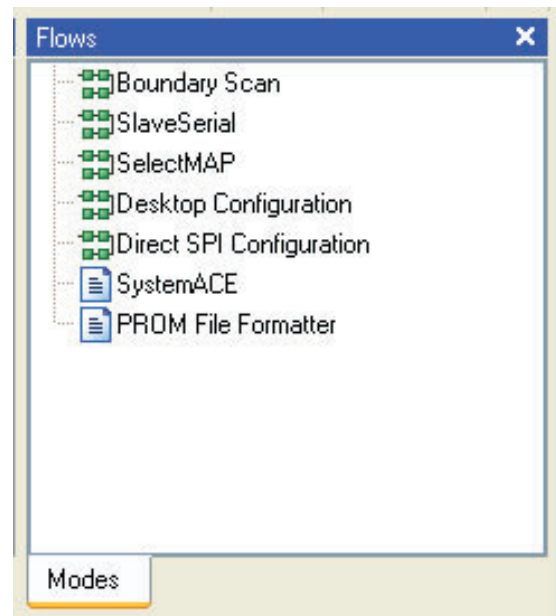 Flows
Boundary Scan
SlaveSerial
SelectMAP
Desktop Configuration
Direct SPI Configuration
SystemACE
PROM File Formatter
Modes